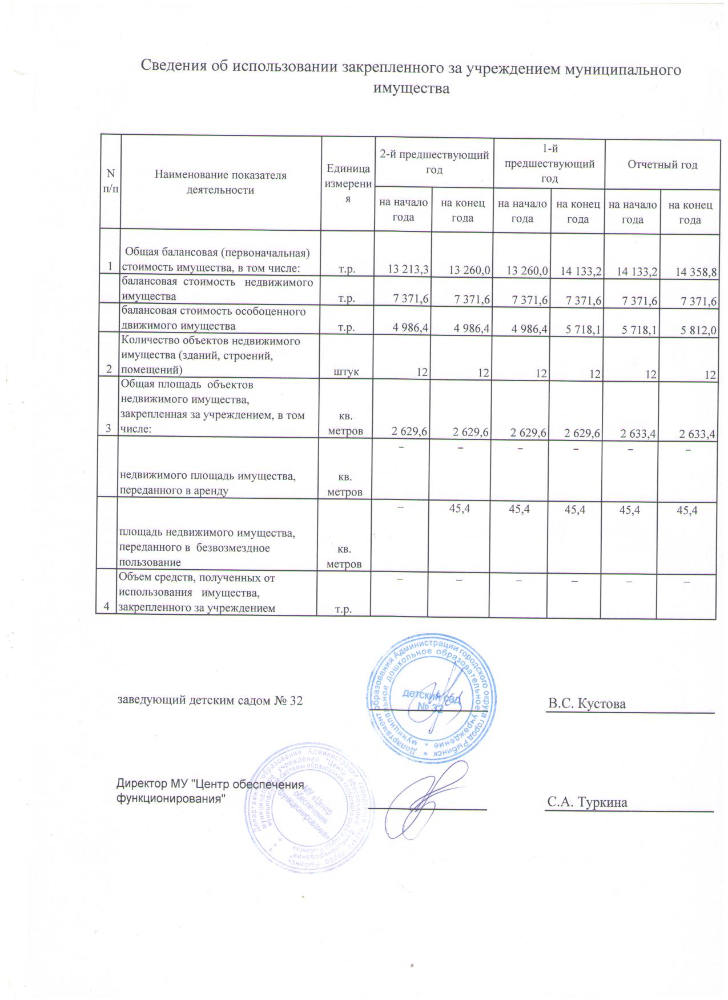 Сведения об использовании закрепленного за учреждением муниципального
имущества
N п/п | Наименование показателя деятельности | Единица измерения | 2-й предшествующий год | 1-й предшествующий год | Отчетный год
на начало года | на конец года | на начало года | на конец года | на начало года | на конец года
1 | Общая балансовая (первоначальная) стоимость имущества, в том числе: | т.р. | 13 213,3 | 13 260,0 | 13 260,0 | 14 133,2 | 14 133,2 | 14 358,8
балансовая стоимость недвижимого имущества | т.р. | 7 371,6 | 7 371,6 | 7 371,6 | 7 371,6 | 7 371,6 | 7 371,6
балансовая стоимость особоценного движимого имущества | т.р. | 4 986,4 | 4 986,4 | 4 986,4 | 5 718,1 | 5 718,1 | 5 812,0
2 | Количество объектов недвижимого имущества (зданий, строений, помещений) | штук | 12 | 12 | 12 | 12 | 12 | 12
3 | Общая площадь объектов недвижимого имущества, закрепленная за учреждением, в том числе: | кв. метров | 2 629,6 | 2 629,6 | 2 629,6 | 2 629,6 | 2 633,4 | 2 633,4
недвижимого площадь имущества, переданного в аренду | кв. метров | – | – | – | – | – | –
площадь недвижимого имущества, переданного в безвозмездное пользование | кв. метров | – | 45,4 | 45,4 | 45,4 | 45,4 | 45,4
4 | Объем средств, полученных от использования имущества, закрепленного за учреждением | т.р. | – | – | – | – | – | –
Департамент образования Администрации городского округа город Рыбинск *
муниципальное дошкольное образовательное учреждение *
детский сад
№ 32
заведующий детским садом № 32
В.С. Кустова
Департамент образования Администрации городского округа город Рыбинск
Муниципальное учреждение "Центр обеспечения функционирования"
муниципальной системы образования городского округа город Рыбинск»
МУ «Центр
обеспечения
функционирования»
Директор МУ "Центр обеспечения
функционирования"
С.А. Туркина